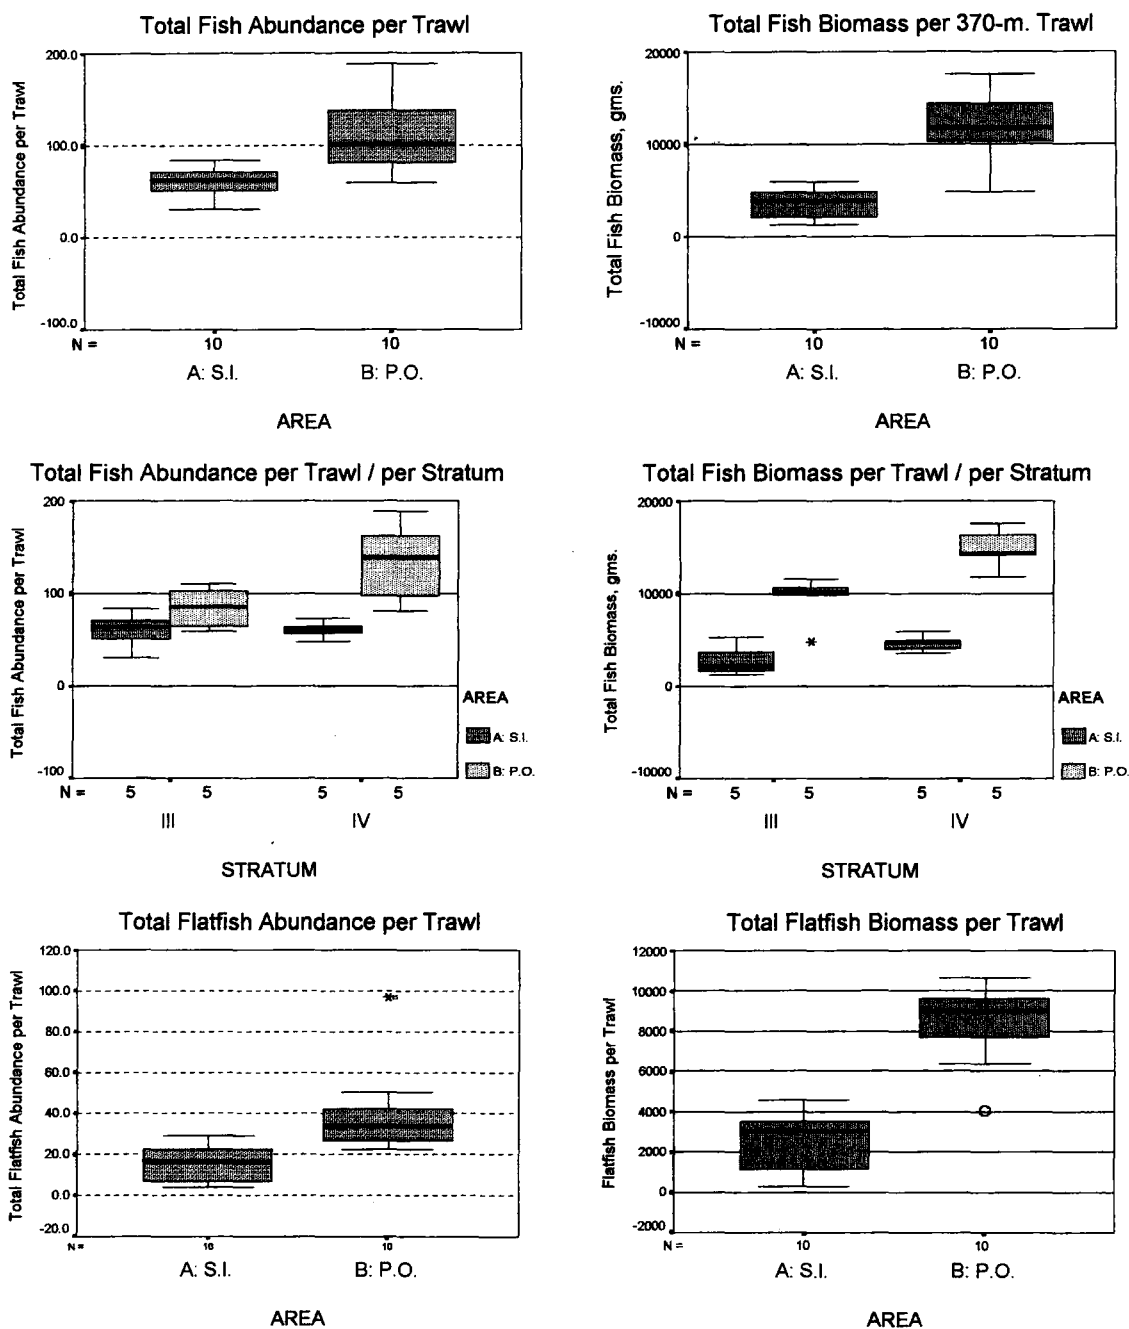 Total Fish Abundance per Trawl
Total Fish Abundance per Trawl
200.0
100.0
0.0
-100.0
N =
10
10
A: S.I.
B: P.O.
AREA
Total Fish Biomass per 370-m. Trawl
Total Fish Biomass, gms.
20000
10000
0
-10000
N =
10
10
A: S.I.
B: P.O.
AREA
Total Fish Abundance per Trawl / per Stratum
Total Fish Abundance per Trawl
200
100
0
-100
N =
5
5
5
5
III
IV
STRATUM
AREA
A: S.I.
B: P.O.
Total Fish Biomass per Trawl / per Stratum
Total Fish Biomass, gms.
20000
10000
0
-10000
N =
5
5
5
5
III
IV
STRATUM
AREA
A: S.I.
B: P.O.
Total Flatfish Abundance per Trawl
Total Flatfish Abundance per Trawl
120.0
100.0
80.0
60.0
40.0
20.0
0.0
-20.0
N =
10
10
A: S.I.
B: P.O.
AREA
Total Flatfish Biomass per Trawl
Flatfish Biomass per Trawl
12000
10000
8000
6000
4000
2000
0
-2000
N =
10
10
A: S.I.
B: P.O.
AREA